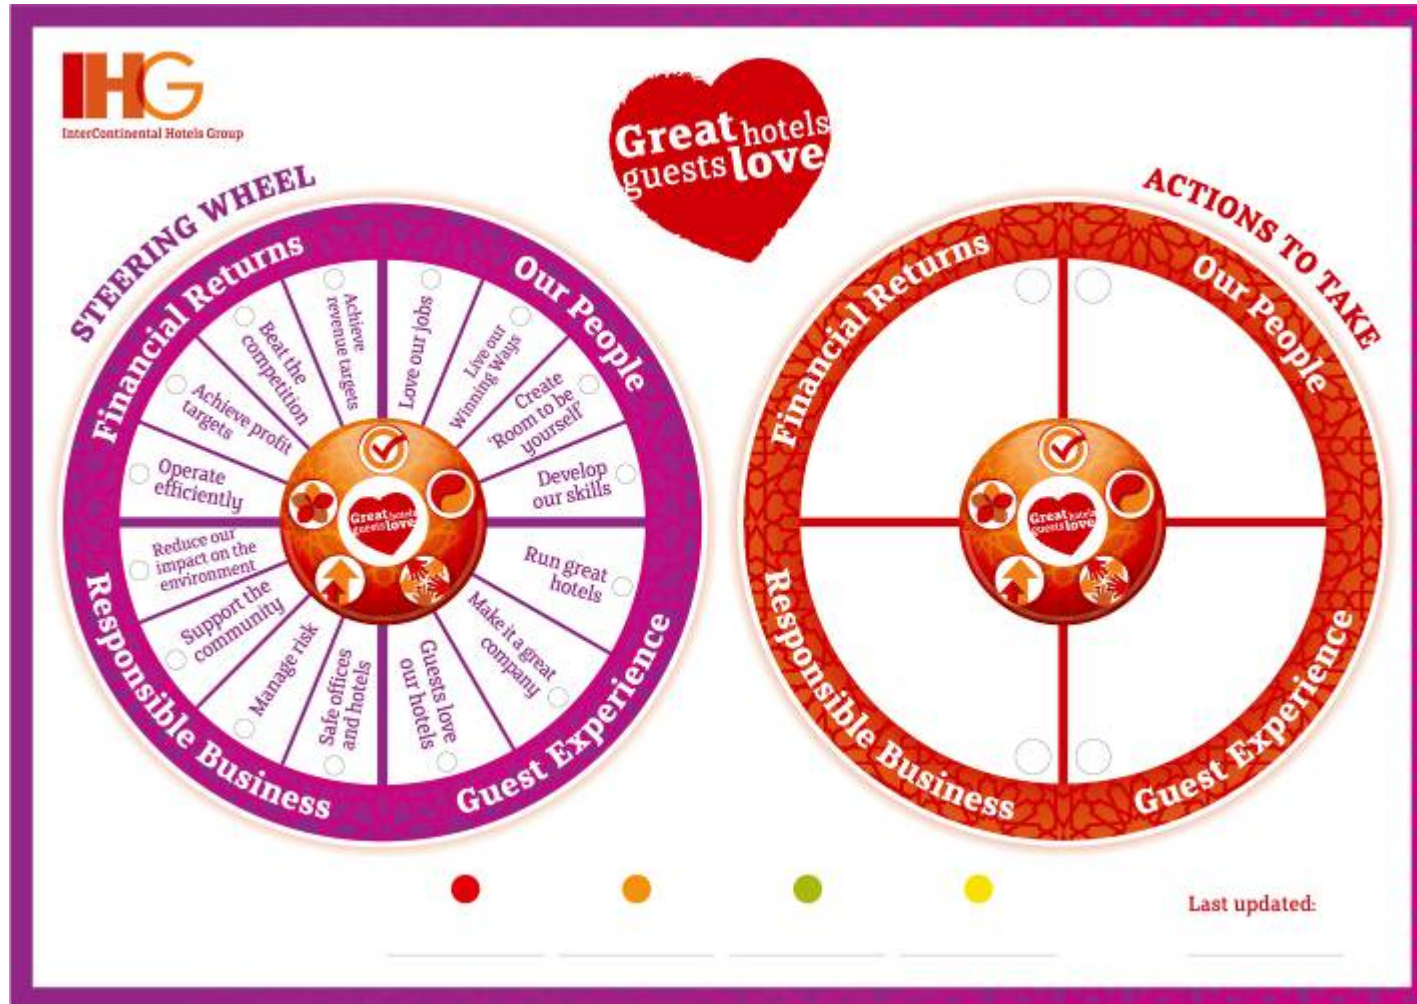 IHG
InterContinental Hotels Group
Great hotels
guests love
STEERING WHEEL
Financial Returns
Our People
Guest Experience
Responsible Business
Achieve
revenue targets
Beat the
competition
Achieve profit
targets
Operate
efficiently
Love our jobs
Live our
Winning Ways
Create
'Room to be
yourself'
Develop
our skills
Run great
hotels
Make it a great
company
Guests love
our hotels
Safe offices
and hotels
Manage risk
Support the
community
Reduce our
impact on the
environment
Great hotels
guests love
ACTIONS TO TAKE
Financial Returns
Our People
Guest Experience
Responsible Business
Great hotels
guests love
Last updated: